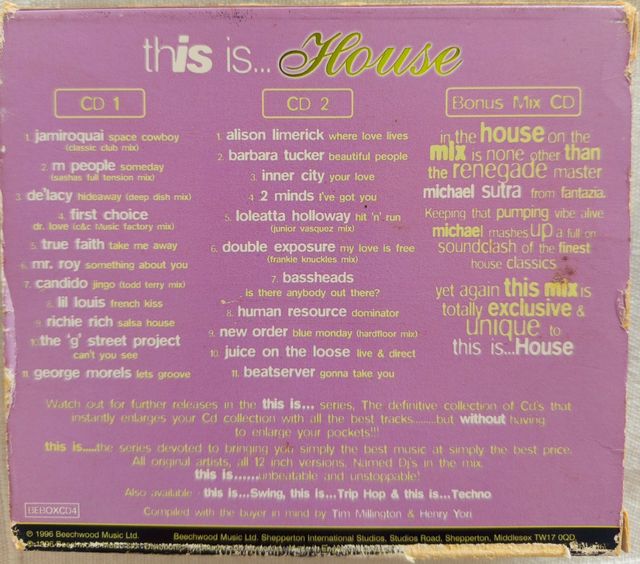 this is... House
CD 1
1. jamiroquai space cowboy
(classic club mix)
2. m people someday
(sashas full tension mix)
3. de'lacy hideaway (deep dish mix)
4. first choice
dr. love (c&c Music factory mix)
5. true faith take me away
6. mr. roy something about you
7. candido jingo (todd terry mix)
8. lil louis french kiss
9. richie rich salsa house
10. the 'g' street project
can't you see
11. george morels lets groove
CD 2
1. alison limerick where love lives
2. barbara tucker beautiful people
3. inner city your love
4. 2 minds I've got you
5. loleatta holloway hit 'n' run
(junior vasquez mix)
6. double exposure my love is free
(frankie knuckles mix)
7. bassheads
is there anybody out there?
8. human resource dominator
9. new order blue monday (hardfloor mix)
10. juice on the loose live & direct
11. beatserver gonna take you
Bonus Mix CD
in the house on the
mix is none other than
the renegade master
michael sutra from fantazia.
Keeping that pumping vibe alive
michael mashes up a full on
soundclash of the finest
house classics
yet again this mix is
totally exclusive &
unique to
this is...House
Watch out for further releases in the this is... series, The definitive collection of Cd's that
instantly enlarges your Cd collection with all the best tracks.........but without having
to enlarge your pockets!!!
this is.....the series devoted to bringing you simply the best music at simply the best price.
All original artists, all 12 inch versions. Named Dj's in the mix.
this is......unbeatable and unstoppable!
Also available : this is...Swing, this is...Trip Hop & this is...Techno
Compiled with the buyer in mind by Tim Millington & Henry Yori
BEBOXCD4
℗ 1996 Beechwood Music Ltd.
© 1996 Beechwood Music Ltd.
Beechwood Music Ltd. Shepperton International Studios, Studios Road, Shepperton, Middlesex TW17 0QD.